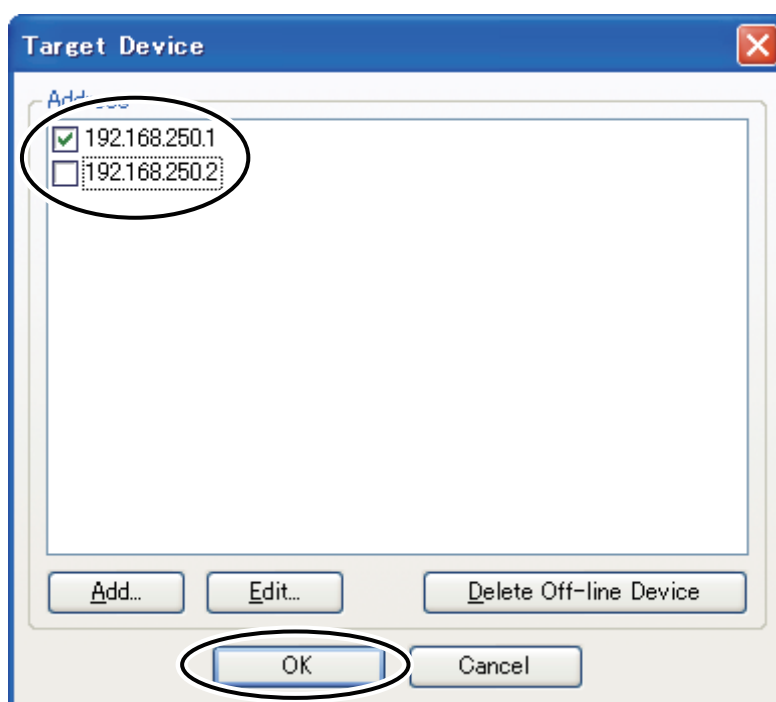 Target Device
192.168.250.1
192.168.250.2
Add...
Edit...
Delete Off-line Device
OK
Cancel